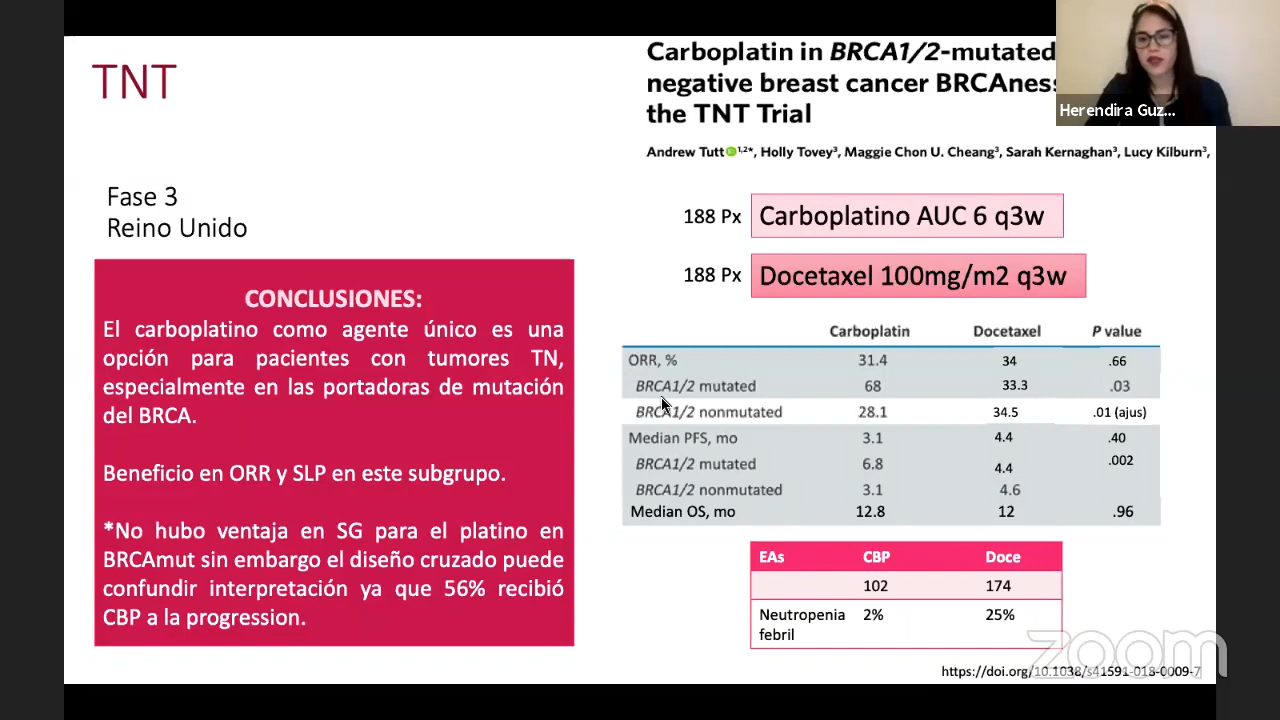 TNT
Carboplatin in BRCA1/2-mutated
negative breast cancer BRCAness
the TNT Trial
Andrew Tutt 1,2*, Holly Tovey3, Maggie Chon U. Cheang3, Sarah Kernaghan3, Lucy Kilburn3,
Herendira Guz...
Fase 3
Reino Unido
188 Px Carboplatino AUC 6 q3w
188 Px Docetaxel 100mg/m2 q3w
CONCLUSIONES:
El carboplatino como agente único es una
opción para pacientes con tumores TN,
especialmente en las portadoras de mutación
del BRCA.
Beneficio en ORR y SLP en este subgrupo.
*No hubo ventaja en SG para el platino en
BRCAmut sin embargo el diseño cruzado puede
confundir interpretación ya que 56% recibió
CBP a la progression.
Carboplatin Docetaxel P value
ORR, % 31.4 34 .66
BRCA1/2 mutated 68 33.3 .03
BRCA1/2 nonmutated 28.1 34.5 .01 (ajus)
Median PFS, mo 3.1 4.4 .40
BRCA1/2 mutated 6.8 4.4 .002
BRCA1/2 nonmutated 3.1 4.6
Median OS, mo 12.8 12 .96
EAs CBP Doce
102 174
Neutropenia 2% 25%
febril
zoom
https://doi.org/10.1038/s41591-018-0009-7